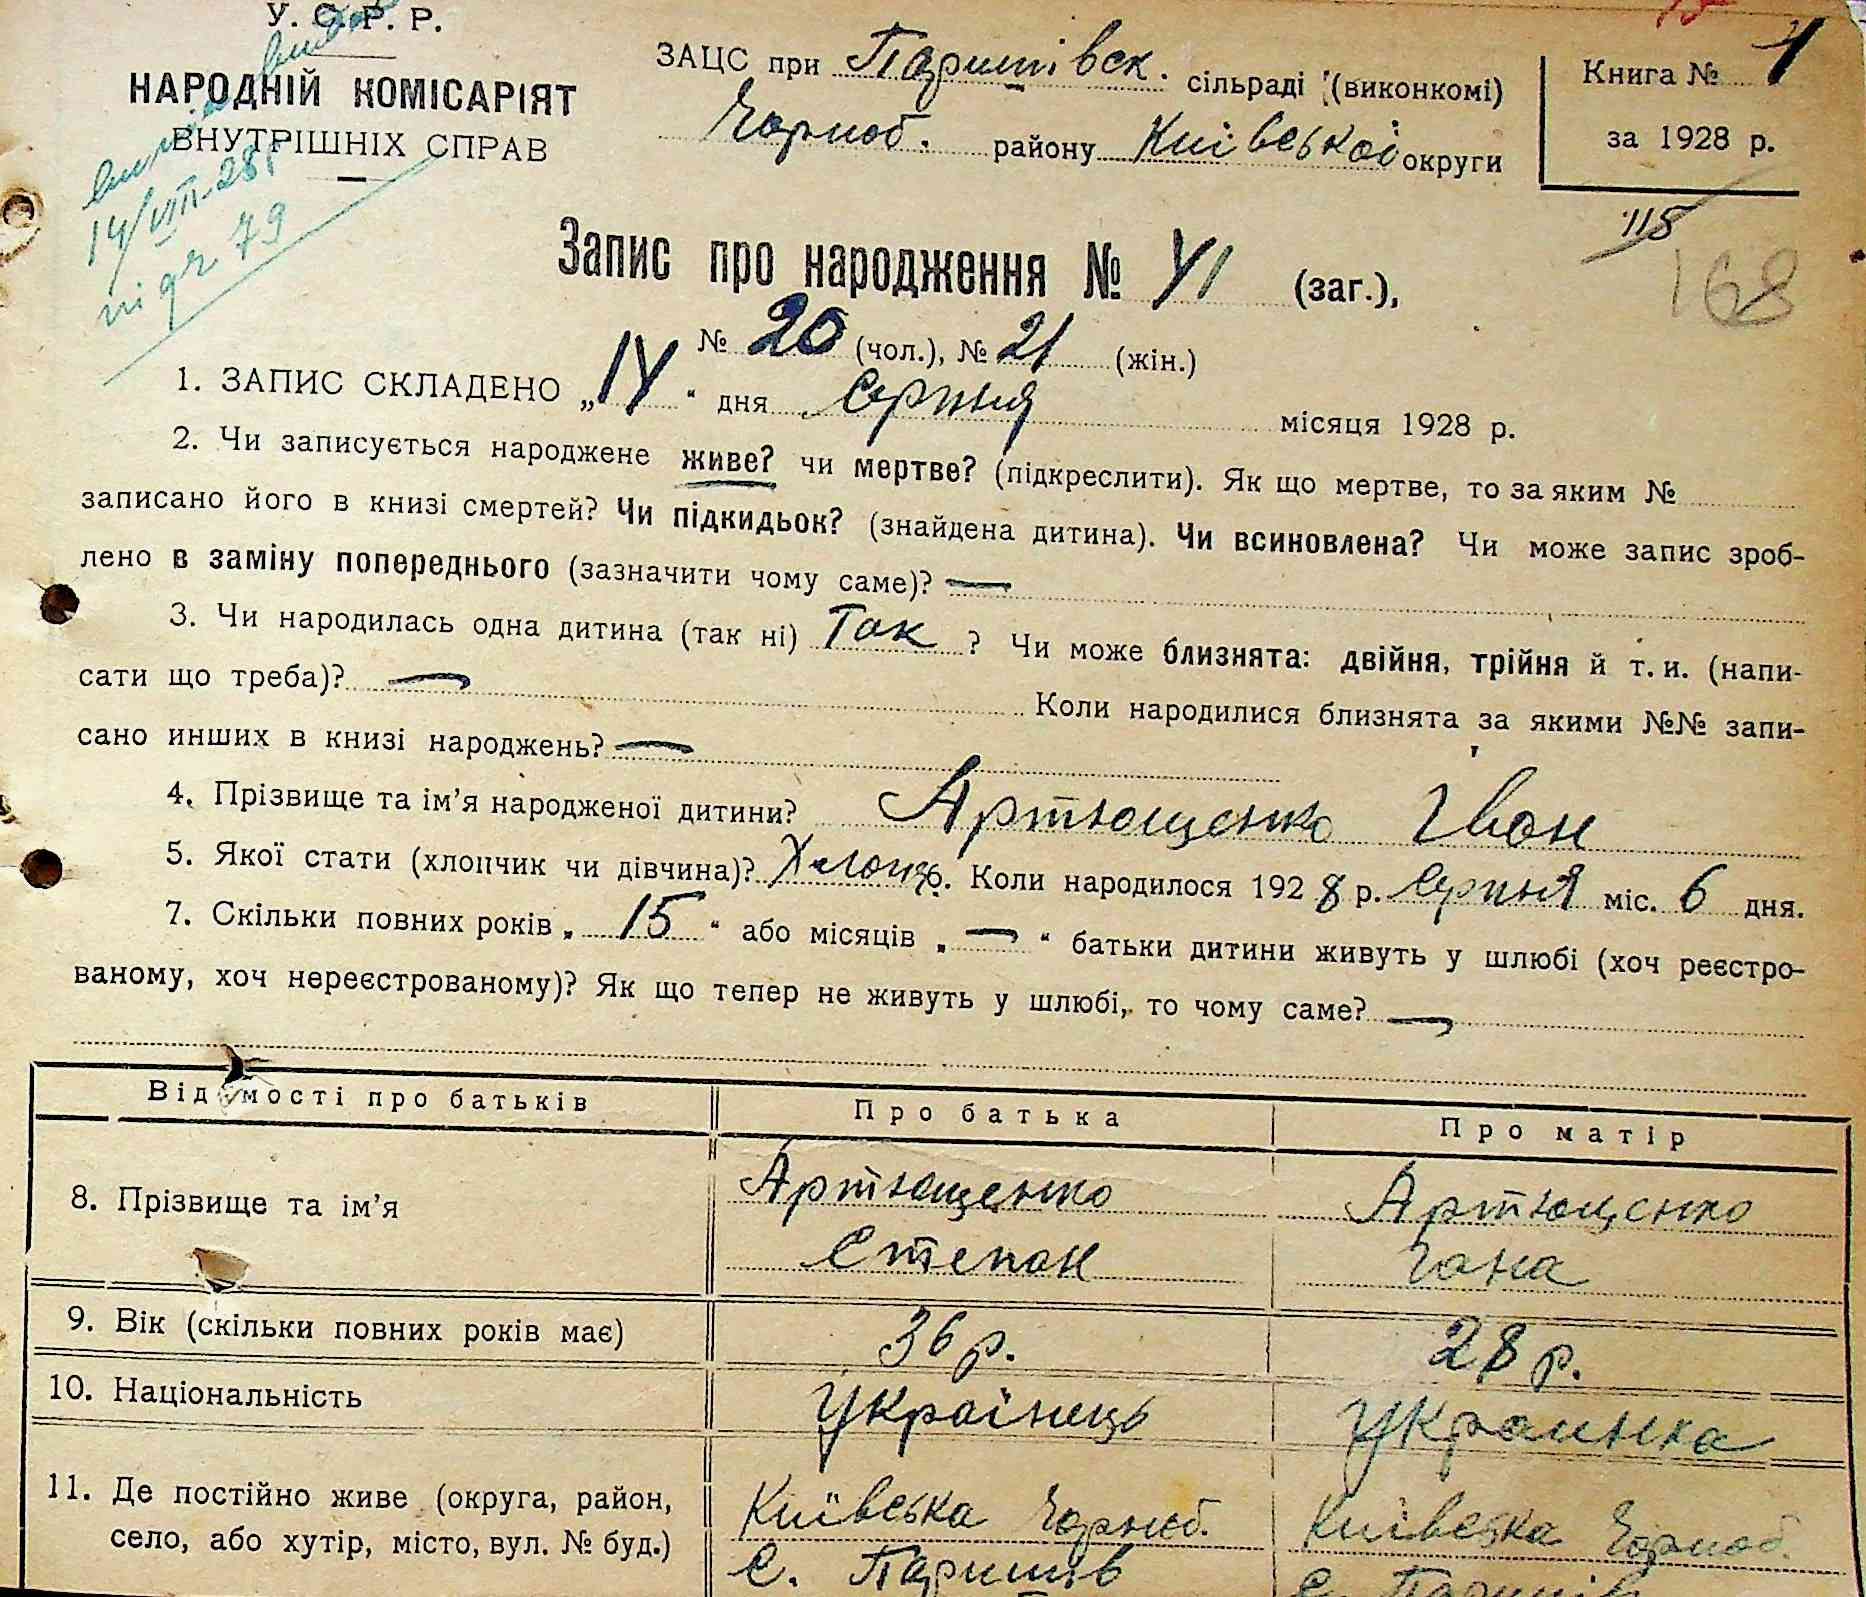 У. С. Р. Р.
НАРОДНІЙ КОМІСАРІЯТ
ВНУТРІШНІХ СПРАВ
14/VIII 28 р
79
ЗАЦС при Паришівск. сільраді (виконкомі)
Чорноб. району Київської округи
Книга № 1
за 1928 р.
115
168
Запис про народження № 41 (заг.),
№ 20 (чол.), № 21 (жін.)
1. ЗАПИС СКЛАДЕНО „14“ дня Серпня місяця 1928 р.
2. Чи записується народжене живе? чи мертве? (підкреслити). Як що мертве, то за яким №
записано його в книзі смертей? Чи підкидьок? (знайдена дитина). Чи всиновлена? Чи може запис зроб-
лено в заміну попереднього (зазначити чому саме)? —
3. Чи народилась одна дитина (так ні) Так ? Чи може близнята: двійня, трійня й т. и. (напи-
сати що треба)? — Коли народилися близнята за якими №№ запи-
сано инших в книзі народжень? —
4. Прізвище та ім’я народженої дитини? Артющенко Іван
5. Якої стати (хлопчик чи дівчина)? Хлопч. 6. Коли народилося 1928 р. Серпня міс. 6 дня.
7. Скільки повних років „ 15 “ або місяців „ — “ батьки дитини живуть у шлюбі (хоч реєстро-
ваному, хоч нереєстрованому)? Як що тепер не живуть у шлюбі, то чому саме? —
Відомості про батьків
Про батька
Про матір
8. Прізвище та ім’я
Артющенко
Степан
Артющенко
Гана
9. Вік (скільки повних років має)
36 р.
28 р.
10. Національність
Українець
Украинка
11. Де постійно живе (округа, район,
село, або хутір, місто, вул. № буд.)
Київська Чорноб.
С. Паришів
Київська Чорноб.
С. Паришів